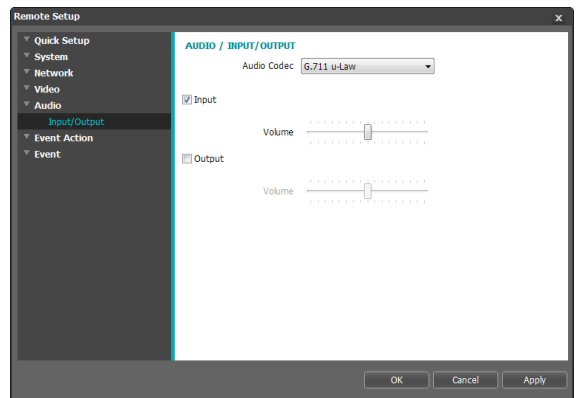 Remote Setup
x
Quick Setup
System
Network
Video
Audio
Input/Output
Event Action
Event
AUDIO / INPUT/OUTPUT
Audio Codec G.711 u-Law
Input
Volume
Output
Volume
OK Cancel Apply